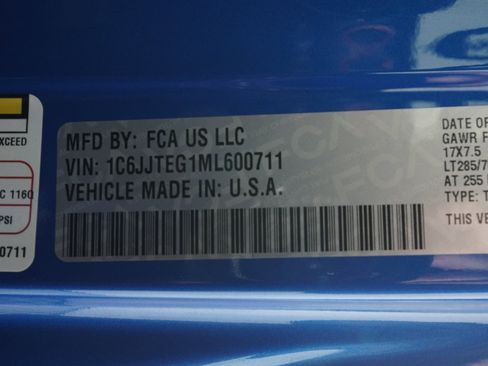 EXCEED
C 1160
PSI
0711
MFD BY: FCA US LLC
VIN: 1C6JJTEG1ML600711
VEHICLE MADE IN: U.S.A.
DATE OF
GAWR F
17X7.5
LT285/7
AT 255
TYPE: T
THIS VE